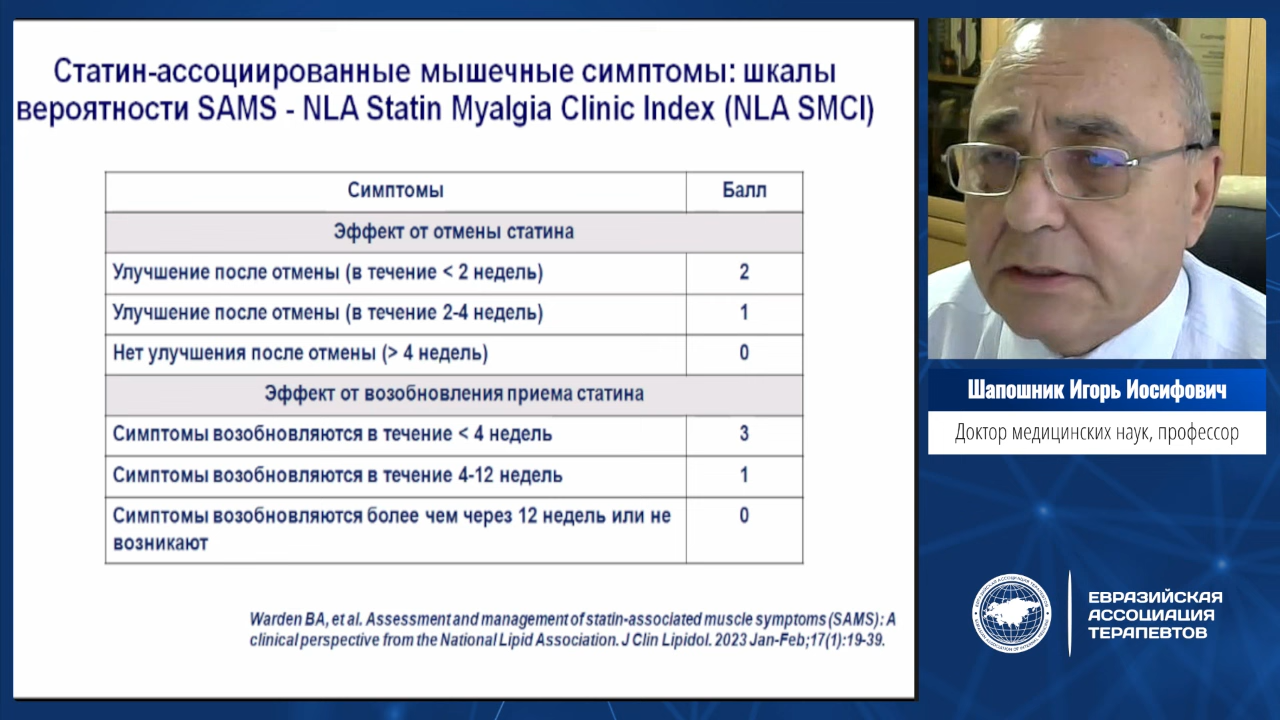 Статин-ассоциированные мышечные симптомы: шкалы
вероятности SAMS - NLA Statin Myalgia Clinic Index (NLA SMCI)
Симптомы Балл
Эффект от отмены статина
Улучшение после отмены (в течение < 2 недель) 2
Улучшение после отмены (в течение 2-4 недель) 1
Нет улучшения после отмены (> 4 недель) 0
Эффект от возобновления приема статина
Симптомы возобновляются в течение < 4 недель 3
Симптомы возобновляются в течение 4-12 недель 1
Симптомы возобновляются более чем через 12 недель или не
возникают 0
Warden BA, et al. Assessment and management of statin-associated muscle symptoms (SAMS): A
clinical perspective from the National Lipid Association. J Clin Lipidol. 2023 Jan-Feb;17(1):19-39.
Шапошник Игорь Иосифович
Доктор медицинских наук, профессор
ЕВРАЗИЙСКАЯ
АССОЦИАЦИЯ
ТЕРАПЕВТОВ